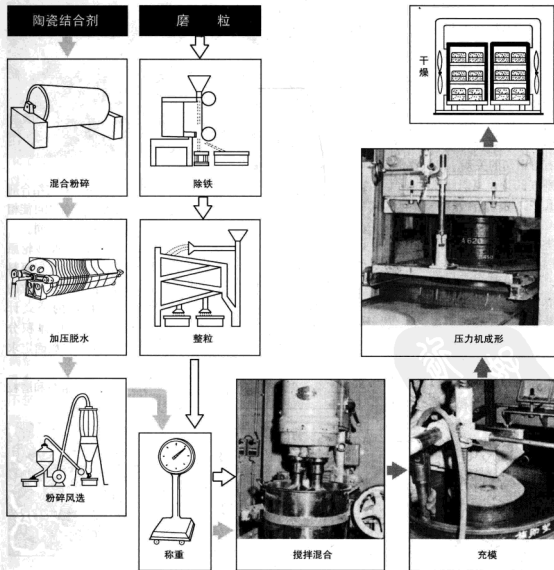 陶瓷结合剂
磨 粒
混合粉碎
除铁
加压脱水
整粒
粉碎风选
称重
搅拌混合
充模
A620
压力机成形
干
燥